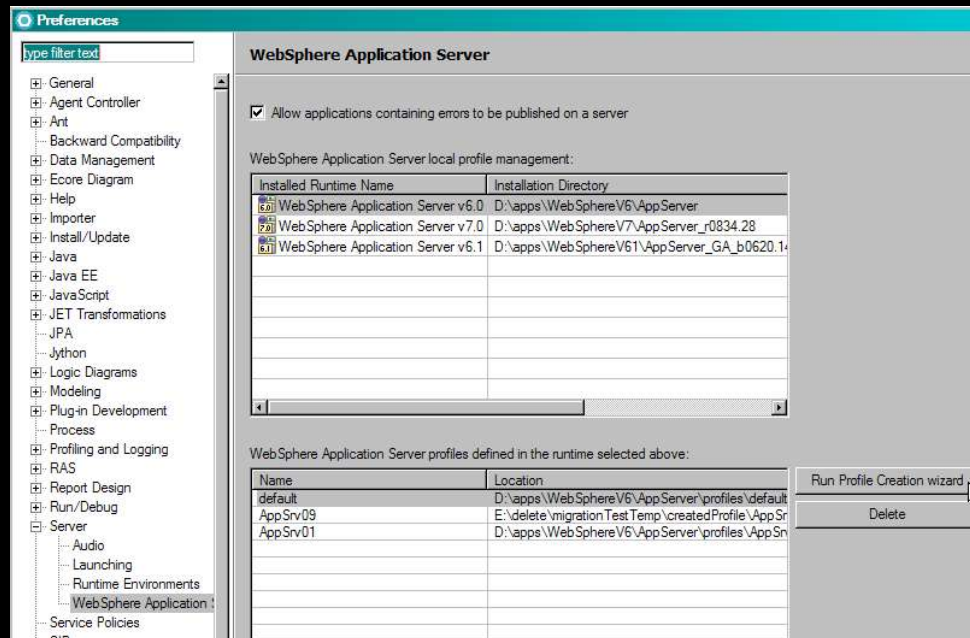 Preferences
type filter text
General
Agent Controller
Ant
Backward Compatibility
Data Management
Ecore Diagram
Help
Importer
Install/Update
Java
Java EE
JavaScript
JET Transformations
JPA
Jython
Logic Diagrams
Modeling
Plug-in Development
Process
Profiling and Logging
RAS
Report Design
Run/Debug
Server
Audio
Launching
Runtime Environments
WebSphere Application
Service Policies
WebSphere Application Server
Allow applications containing errors to be published on a server
WebSphere Application Server local profile management:
Installed Runtime Name Installation Directory
6.0 WebSphere Application Server v6.0 D:\apps\WebSphereV6\AppServer
7.0 WebSphere Application Server v7.0 D:\apps\WebSphereV7\AppServer_r0834.28
6.1 WebSphere Application Server v6.1 D:\apps\WebSphereV61\AppServer_GA_b0620.14
WebSphere Application Server profiles defined in the runtime selected above:
Name Location
default D:\apps\WebSphereV6\AppServer\profiles\default
AppSrv09 E:\delete\migrationTestTemp\createdProfile\AppSr
AppSrv01 D:\apps\WebSphereV6\AppServer\profiles\AppSrv
Run Profile Creation wizard
Delete